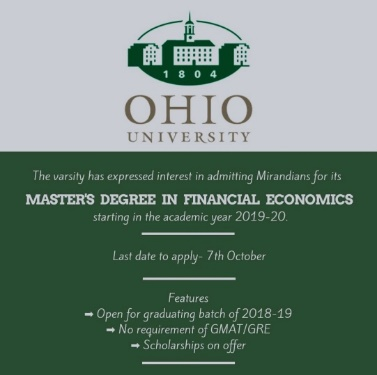 1804
OHIO
UNIVERSITY
The varsity has expressed interest in admitting Mirandians for its
MASTER'S DEGREE IN FINANCIAL ECONOMICS
starting in the academic year 2019-20.
Last date to apply- 7th October
Features
➡ Open for graduating batch of 2018-19
➡ No requirement of GMAT/GRE
➡ Scholarships on offer